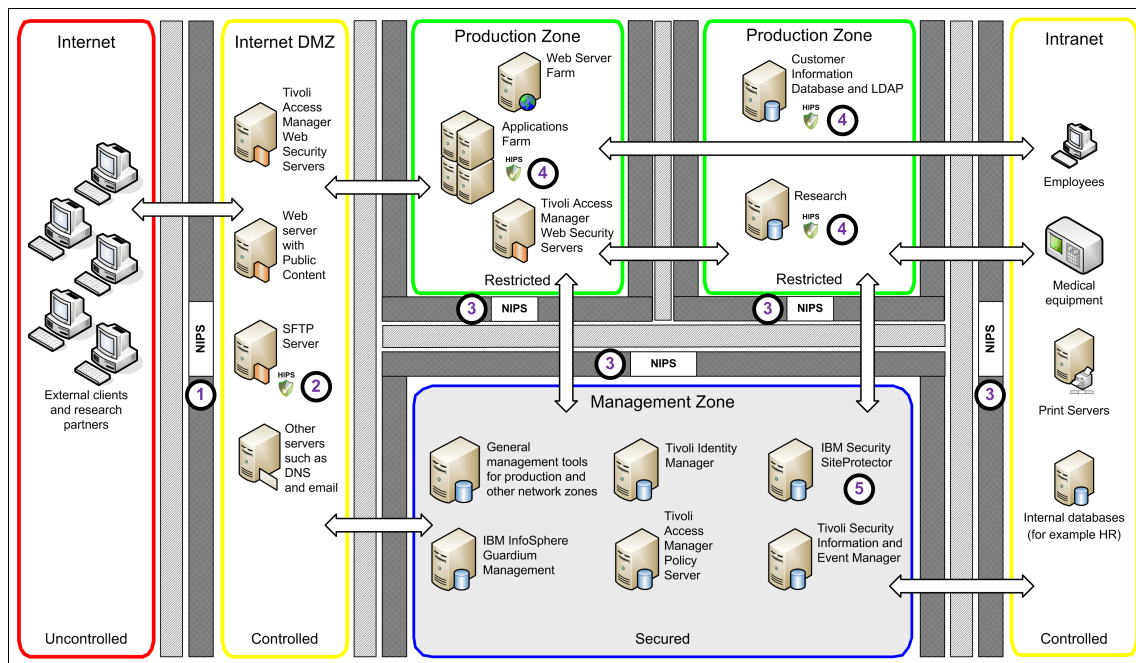 Internet
External clients
and research
partners
Uncontrolled
NIPS
1
Internet DMZ
Tivoli
Access
Manager
Web
Security
Servers
Web
server
with
Public
Content
SFTP
Server
HIPS
2
Other
servers
such as
DNS
and email
Controlled
Production Zone
Web Server
Farm
Applications
Farm
HIPS
4
Tivoli Access
Manager
Web Security
Servers
Restricted
3
NIPS
Production Zone
Customer
Information
Database and LDAP
HIPS
4
Research
HIPS
4
Restricted
3
NIPS
3
NIPS
Management Zone
General
management tools
for production and
other network zones
Tivoli Identity
Manager
IBM Security
SiteProtector
5
IBM InfoSphere
Guardium
Management
Tivoli
Access
Manager
Policy
Server
Tivoli Security
Information and
Event Manager
Secured
NIPS
3
Intranet
Employees
Medical
equipment
Print Servers
Internal databases
(for example HR)
Controlled